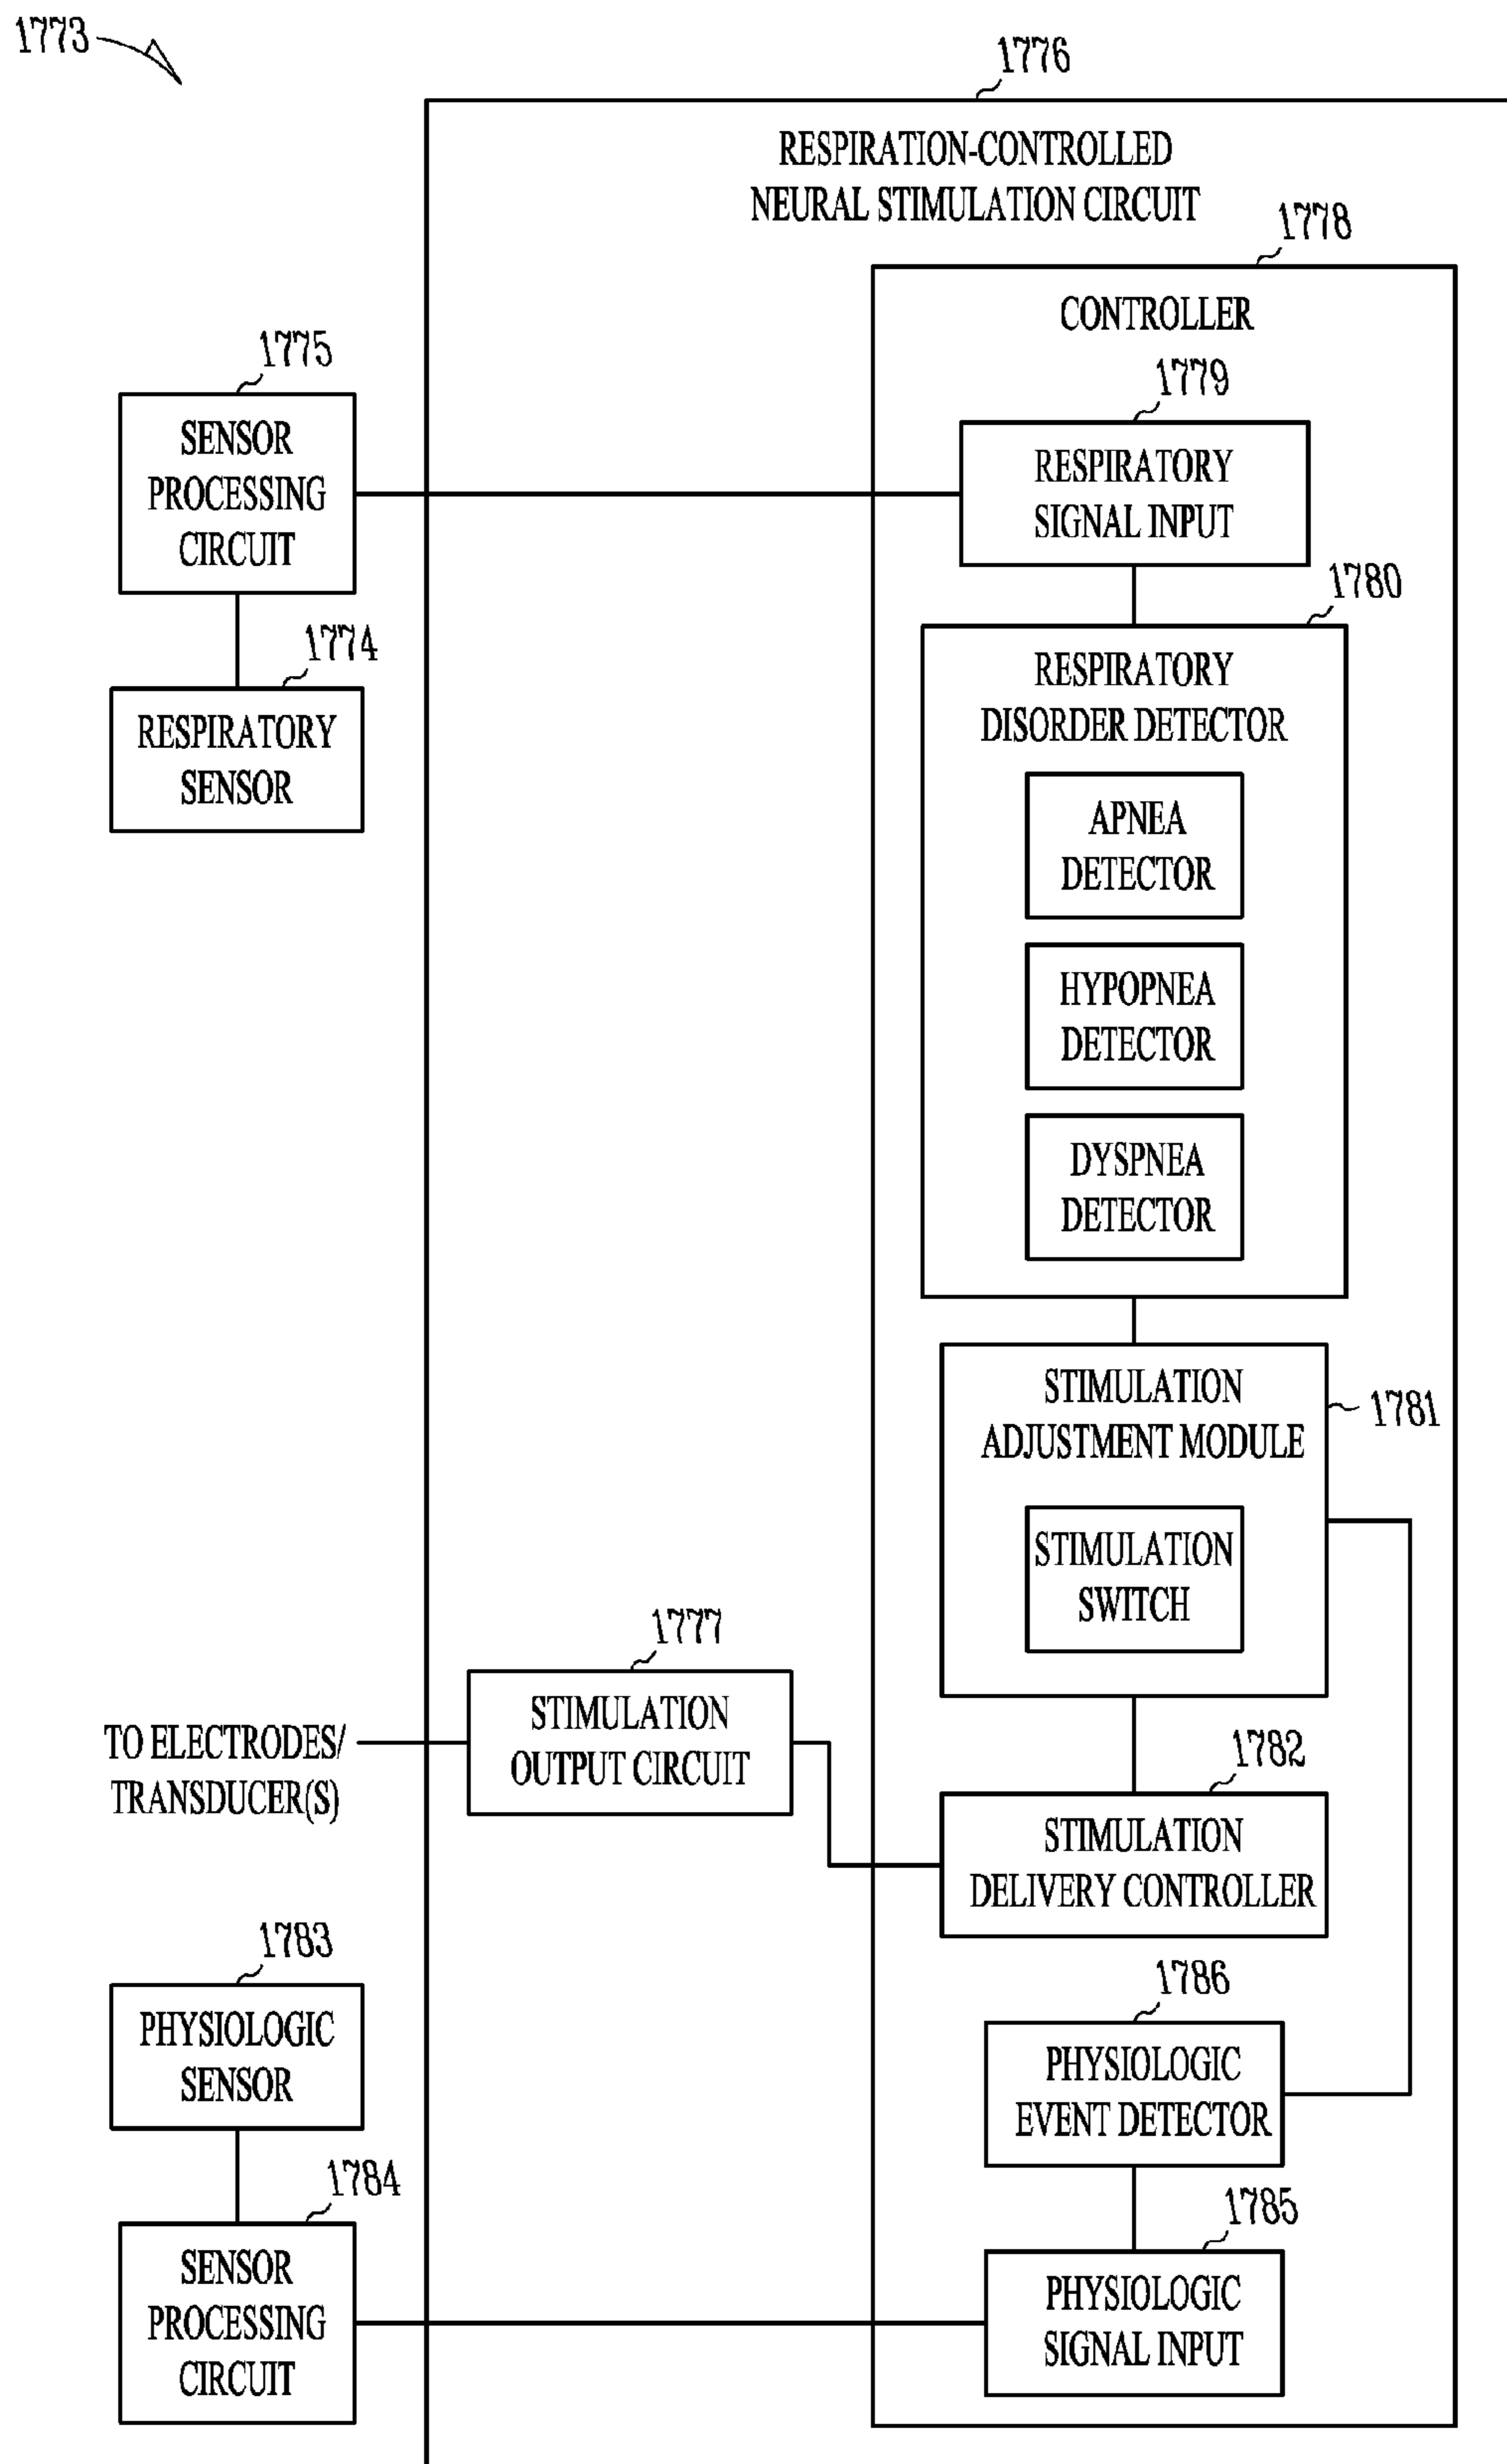 1773
1776
RESPIRATION-CONTROLLED
NEURAL STIMULATION CIRCUIT
1778
CONTROLLER
1775
SENSOR
PROCESSING
CIRCUIT
1779
RESPIRATORY
SIGNAL INPUT
1774
RESPIRATORY
SENSOR
1780
RESPIRATORY
DISORDER DETECTOR
APNEA
DETECTOR
HYPOPNEA
DETECTOR
DYSPNEA
DETECTOR
STIMULATION
ADJUSTMENT MODULE
1781
STIMULATION
SWITCH
1777
STIMULATION
OUTPUT CIRCUIT
TO ELECTRODES/
TRANSDUCER(S)
1782
STIMULATION
DELIVERY CONTROLLER
1783
PHYSIOLOGIC
SENSOR
1786
PHYSIOLOGIC
EVENT DETECTOR
1784
SENSOR
PROCESSING
CIRCUIT
1785
PHYSIOLOGIC
SIGNAL INPUT